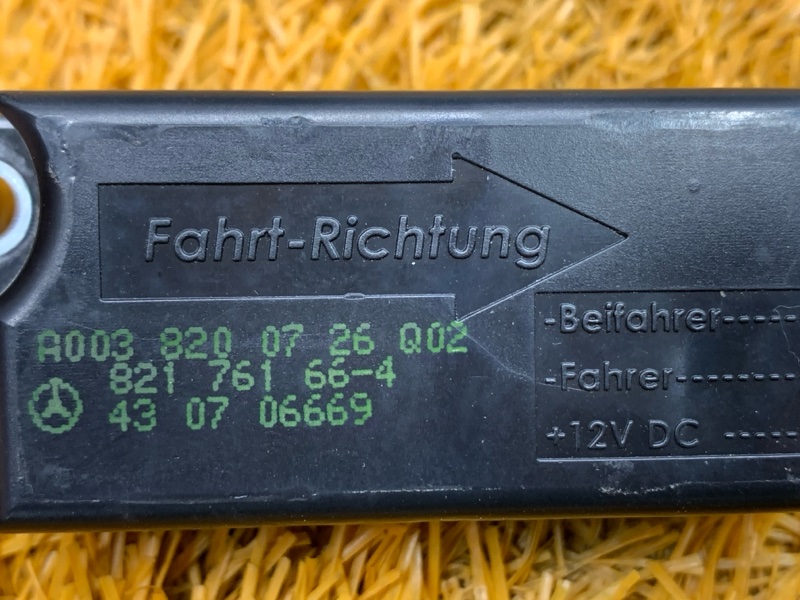 Fahrt-Richtung
A003 820 07 26 Q02
821 761 66-4
43 07 06669
-Beifahrer-----
-Fahrer--------
+12V DC -----